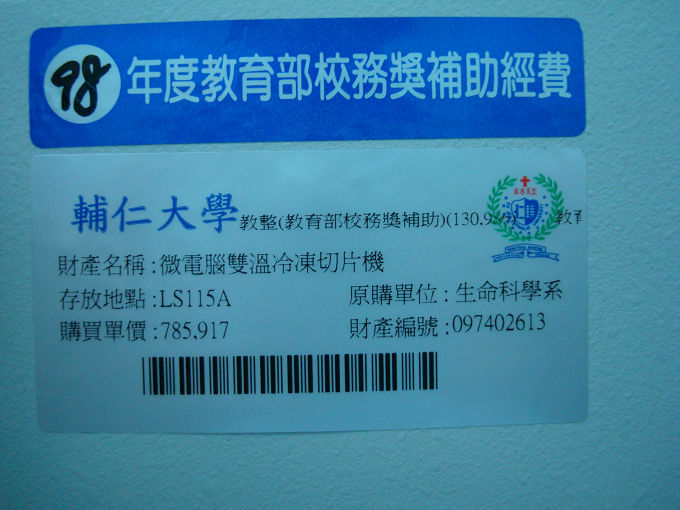 98 年度教育部校務獎補助經費
輔仁大學 教整(教育部校務獎補助)(130,985) 教育
財產名稱:微電腦雙溫冷凍切片機
存放地點:LS115A 原購單位:生命科學系
購買單價:785,917 財產編號:097402613